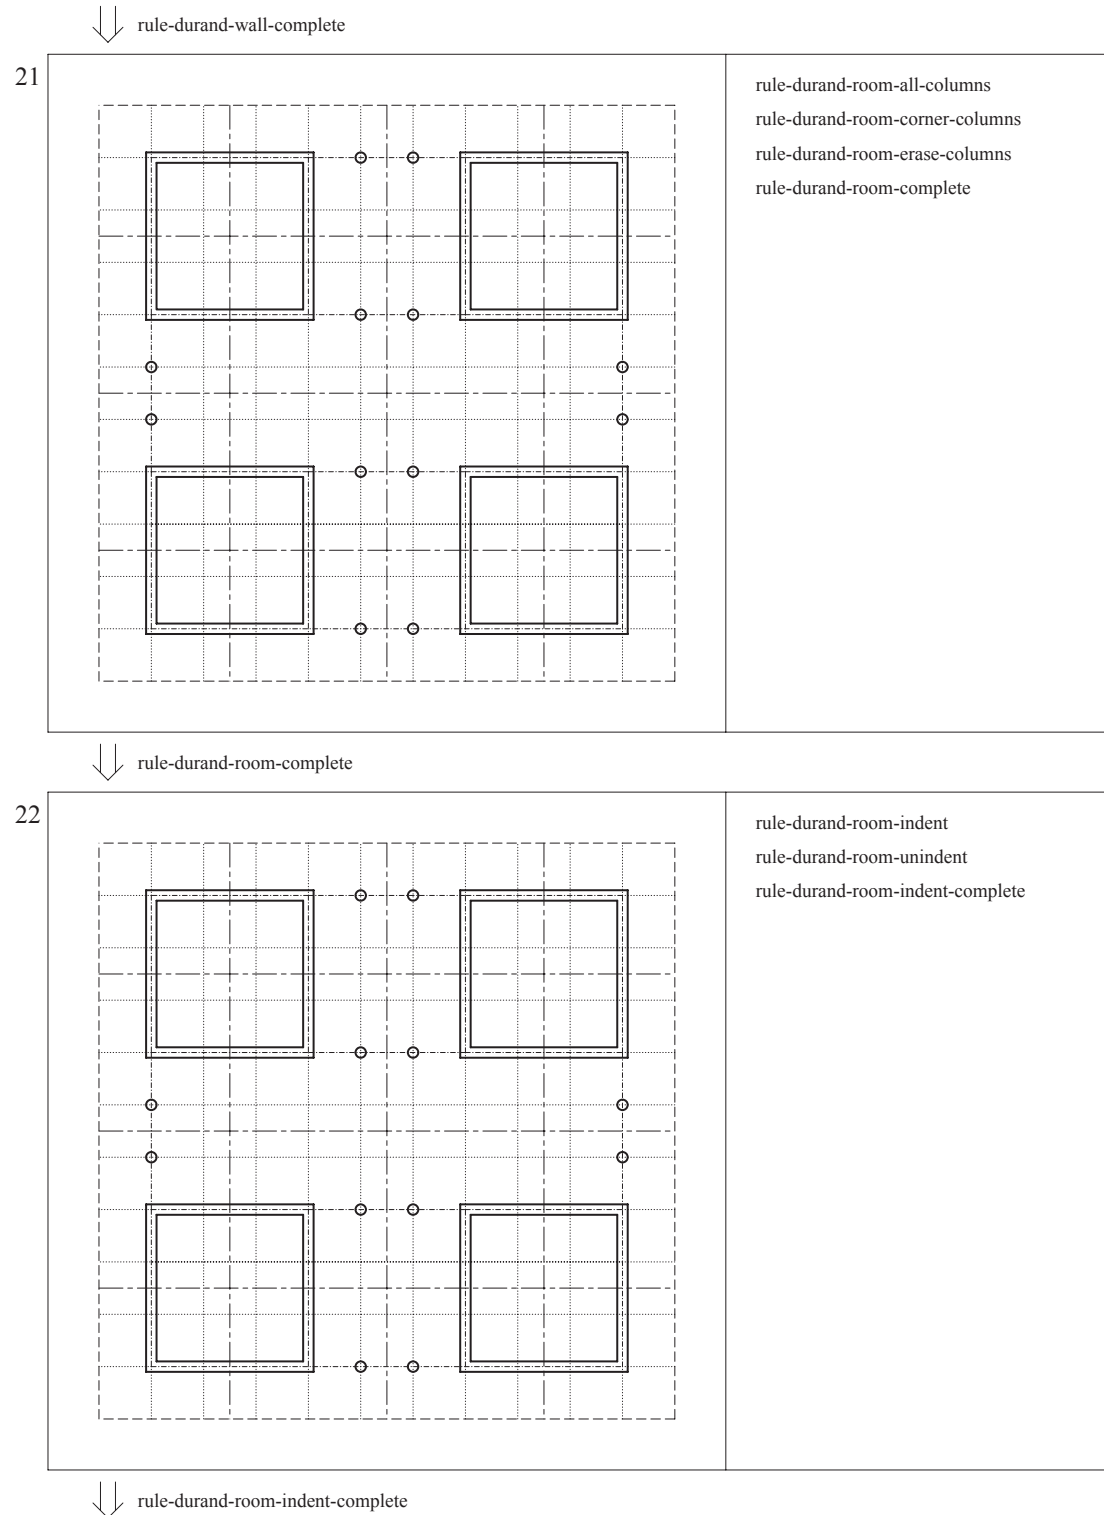 rule-durand-wall-complete
21
rule-durand-room-all-columns
rule-durand-room-corner-columns
rule-durand-room-erase-columns
rule-durand-room-complete
rule-durand-room-complete
22
rule-durand-room-indent
rule-durand-room-unindent
rule-durand-room-indent-complete
rule-durand-room-indent-complete